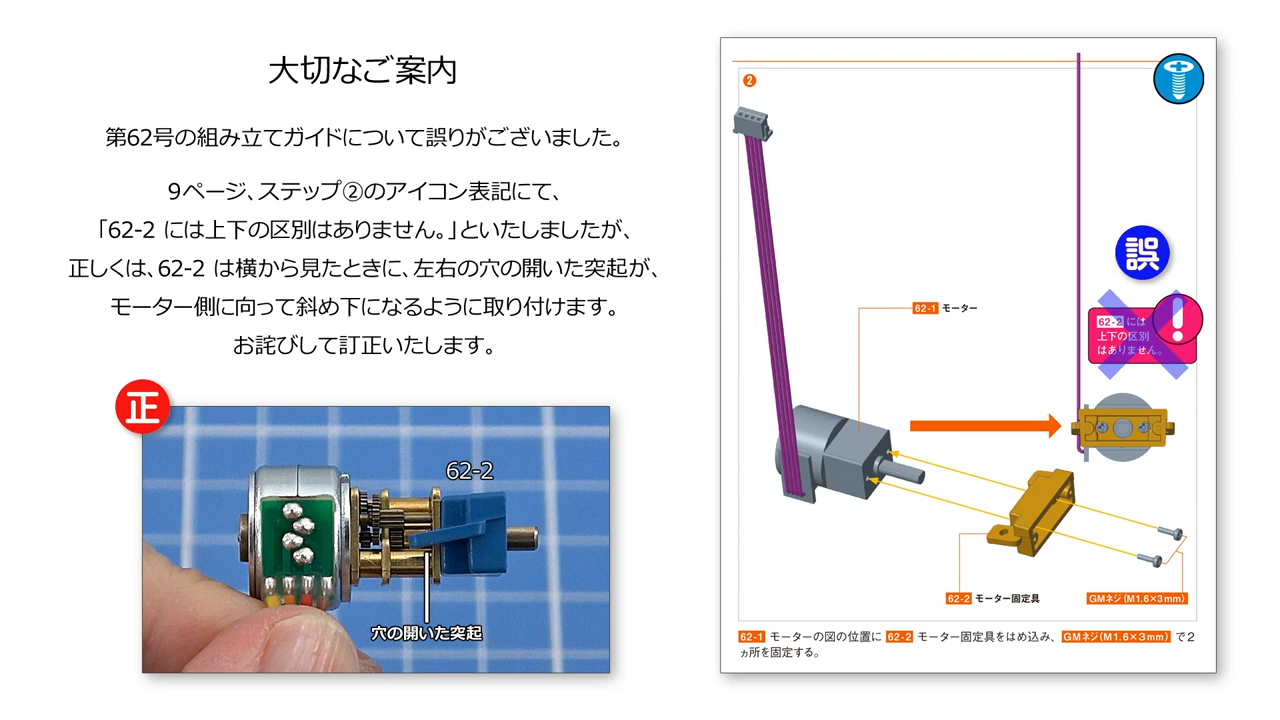 大切なご案内
第62号の組み立てガイドについて誤りがございました。
9ページ、ステップ②のアイコン表記にて、
「62-2 には上下の区別はありません。」といたしましたが、
正しくは、62-2 は横から見たときに、左右の穴の開いた突起が、
モーター側に向って斜め下になるように取り付けます。
お詫びして訂正いたします。
正
62-2
穴の開いた突起
2
誤
62-2 には
上下の区別
はありません。
62-1 モーター
62-2 モーター固定具
GMネジ(M1.6×3mm)
62-1 モーターの図の位置に 62-2 モーター固定具をはめ込み、GMネジ(M1.6×3mm) で2
ヵ所を固定する。